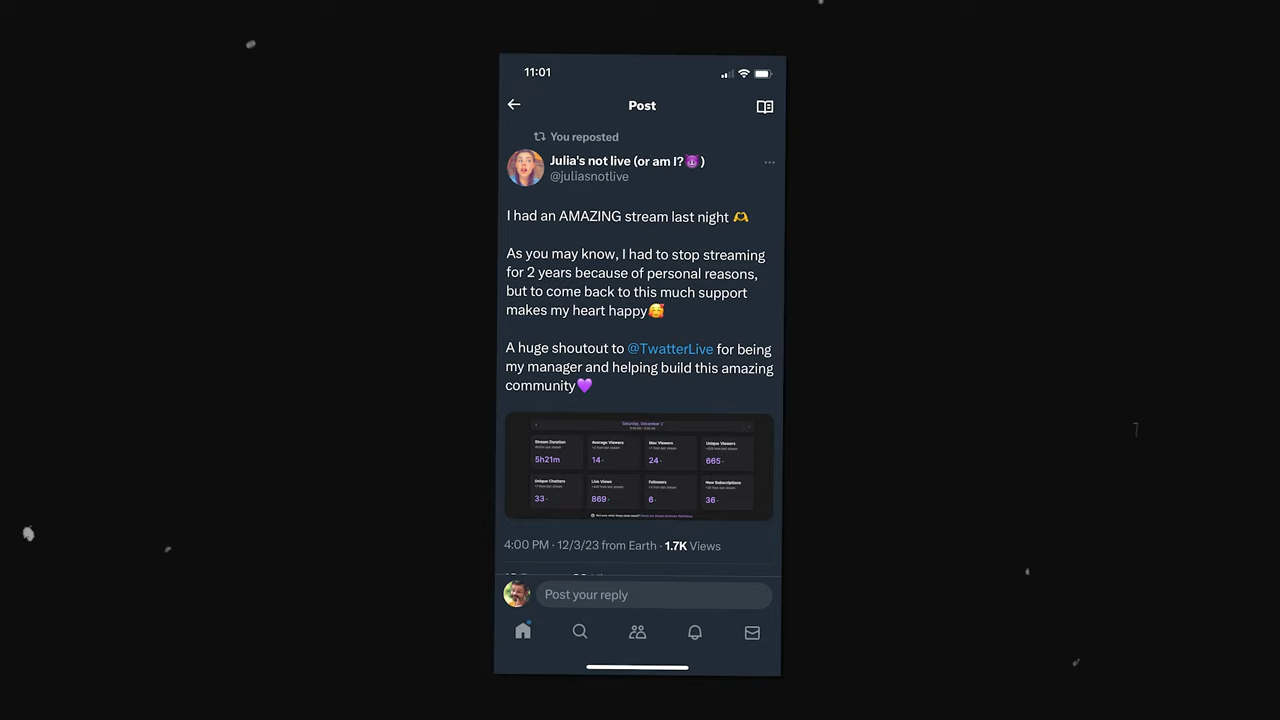 11:01
Post
You reposted
Julia's not live (or am I?😈)
@juliasnotlive
I had an AMAZING stream last night 🫶
As you may know, I had to stop streaming
for 2 years because of personal reasons,
but to come back to this much support
makes my heart happy🥰
A huge shoutout to @TwatterLive for being
my manager and helping build this amazing
community💜
Saturday, December 2
Stream Duration Average Viewers Max Viewers Unique Viewers
5h21m 14 24 665
Unique Chatters Live Views Followers New Subscriptions
33 869 6 36
4:00 PM · 12/3/23 from Earth · 1.7K Views
Post your reply